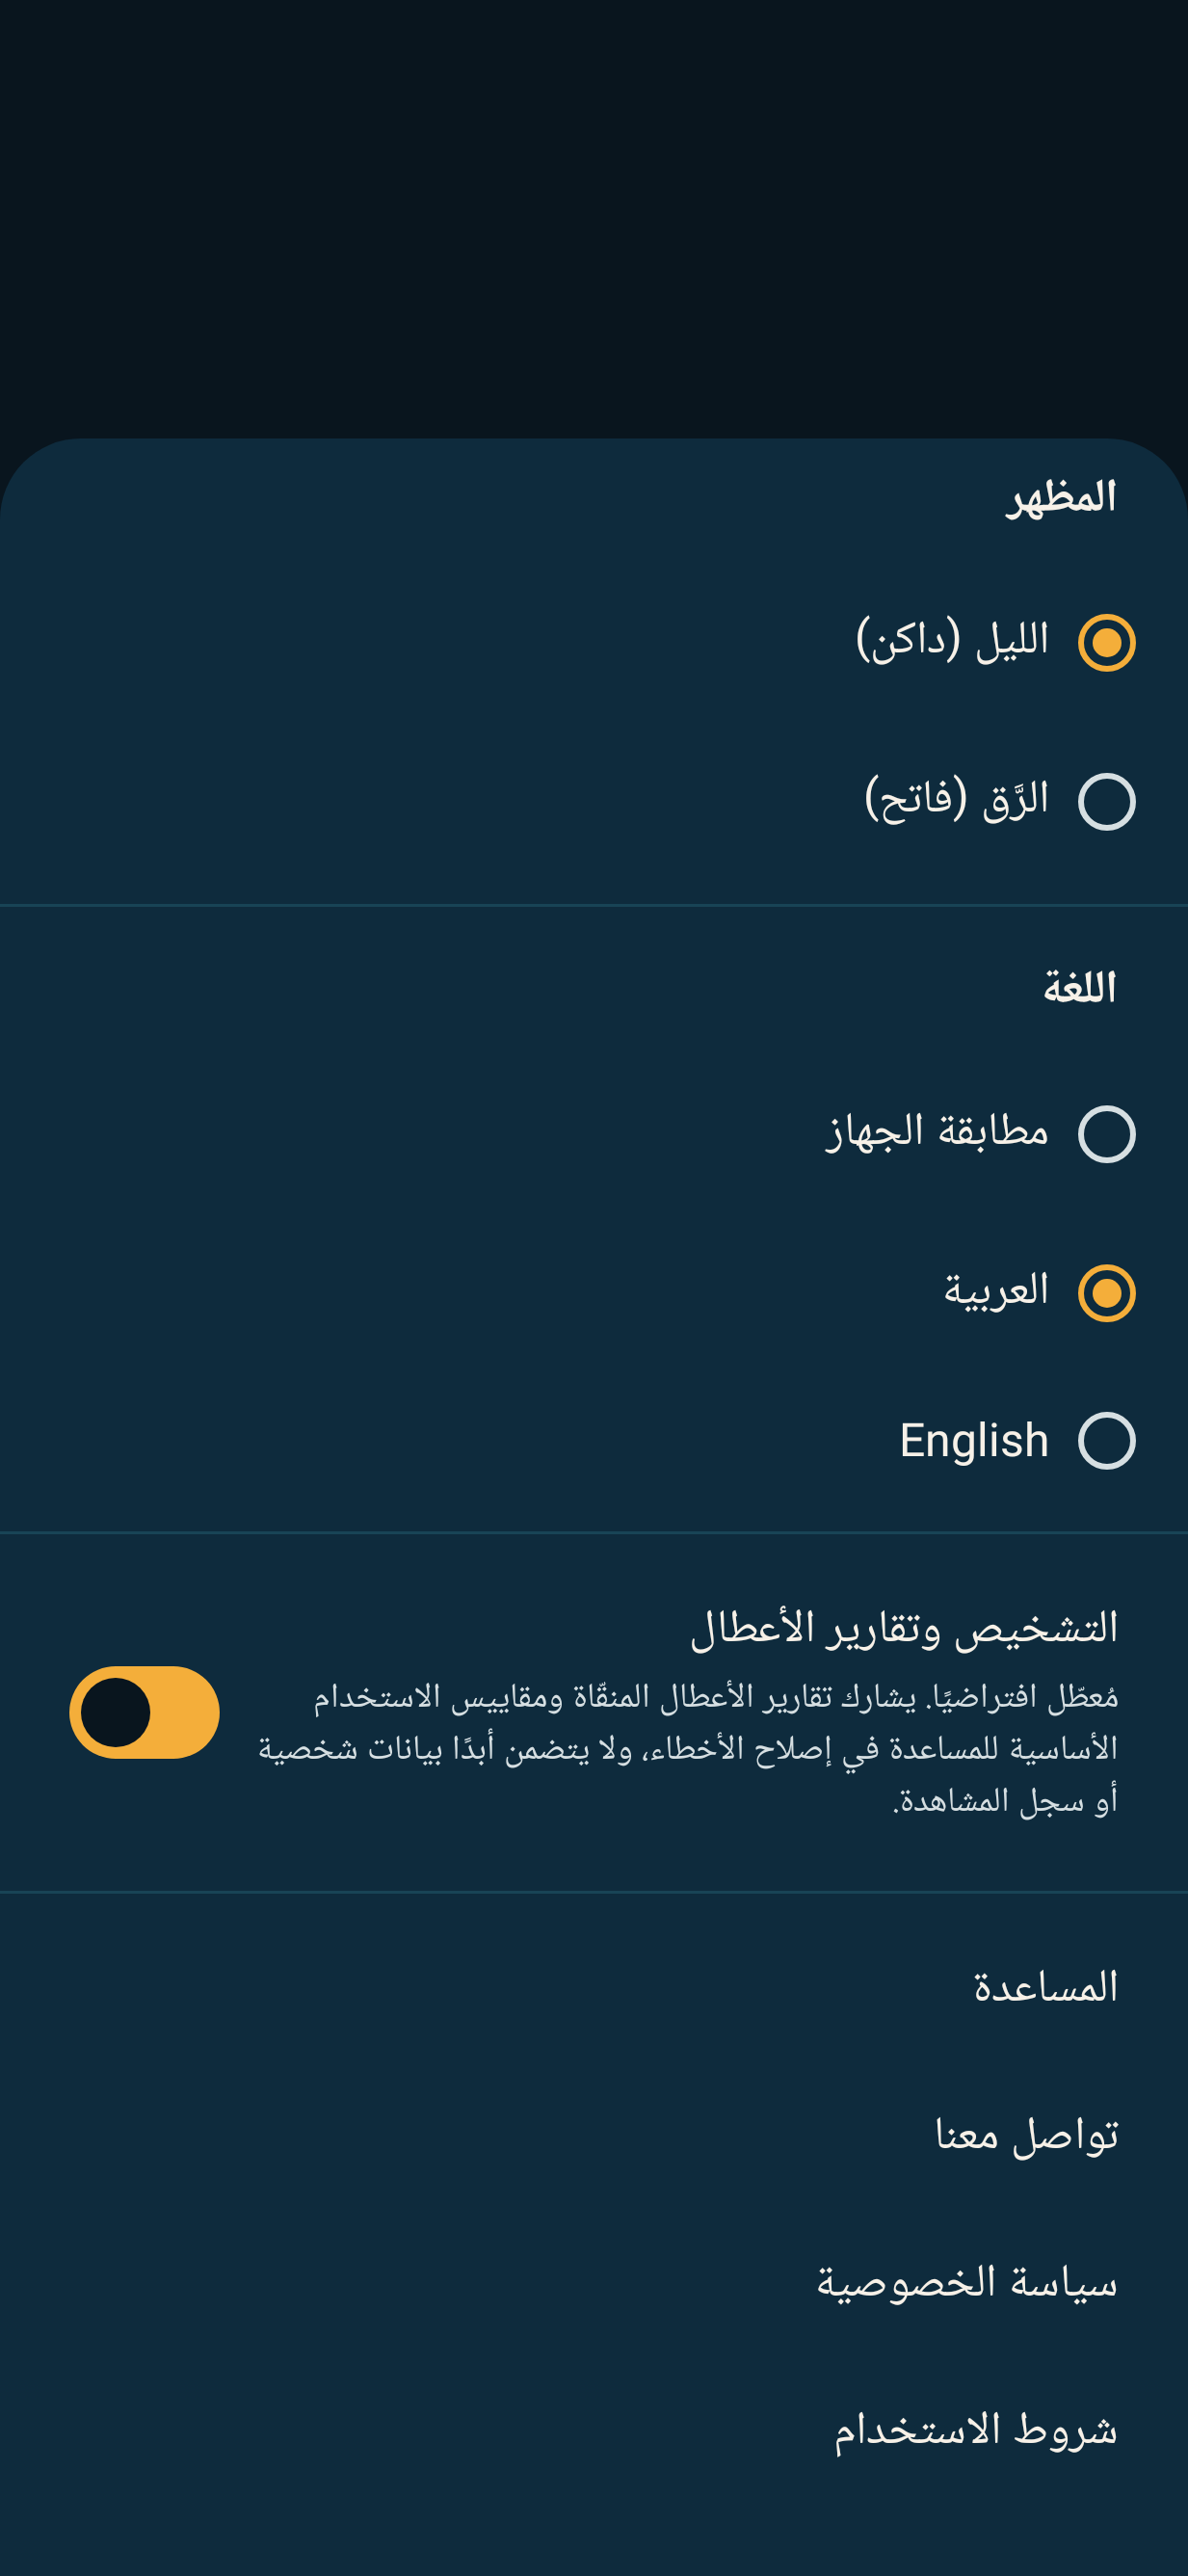 المظهر
الليل (داكن)
الرَّق (فاتح)
اللغة
مطابقة الجهاز
العربية
English
التشخيص وتقارير الأعطال
مُعطّل افتراضيًا. يشارك تقارير الأعطال المنقّاة ومقاييس الاستخدام
الأساسية للمساعدة في إصلاح الأخطاء، ولا يتضمن أبدًا بيانات شخصية
أو سجل المشاهدة.
المساعدة
تواصل معنا
سياسة الخصوصية
شروط الاستخدام